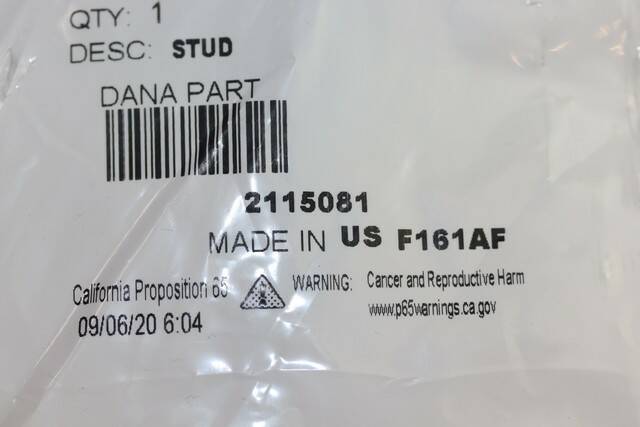 QTY: 1
DESC: STUD
DANA PART
2115081
MADE IN US F161AF
California Proposition 65 WARNING: Cancer and Reproductive Harm
www.p65warnings.ca.gov
09/06/20 6:04